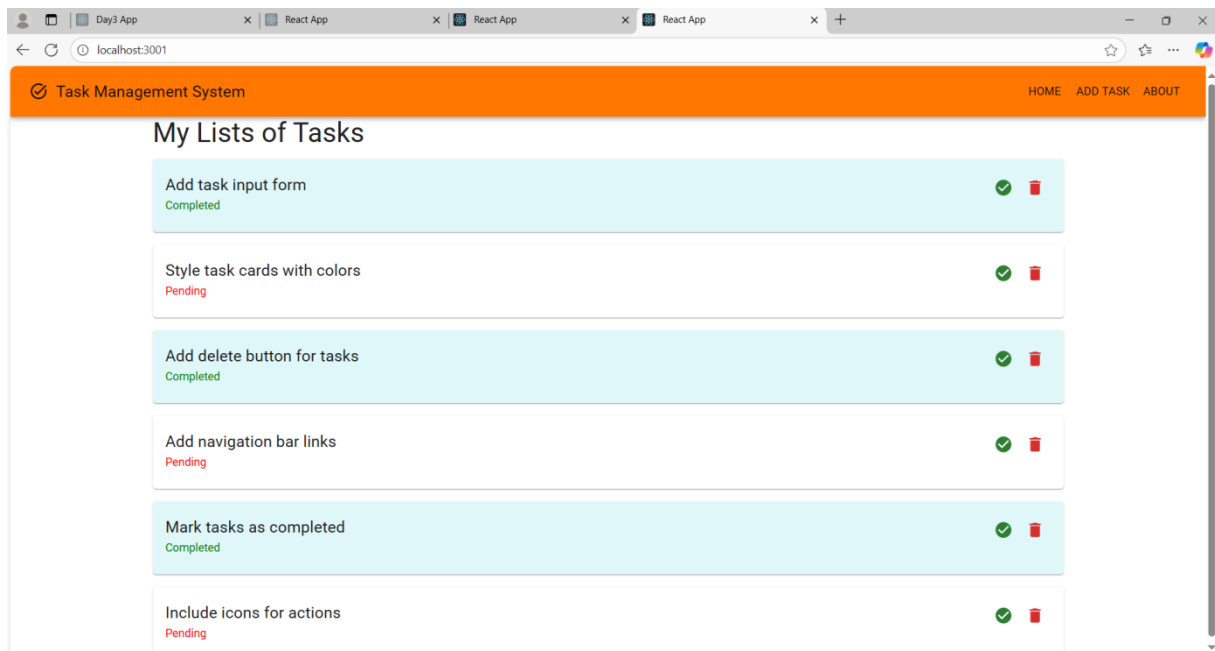 Day3 App
React App
React App
React App
localhost:3001
Task Management System
HOME ADD TASK ABOUT
My Lists of Tasks
Add task input form
Completed
Style task cards with colors
Pending
Add delete button for tasks
Completed
Add navigation bar links
Pending
Mark tasks as completed
Completed
Include icons for actions
Pending